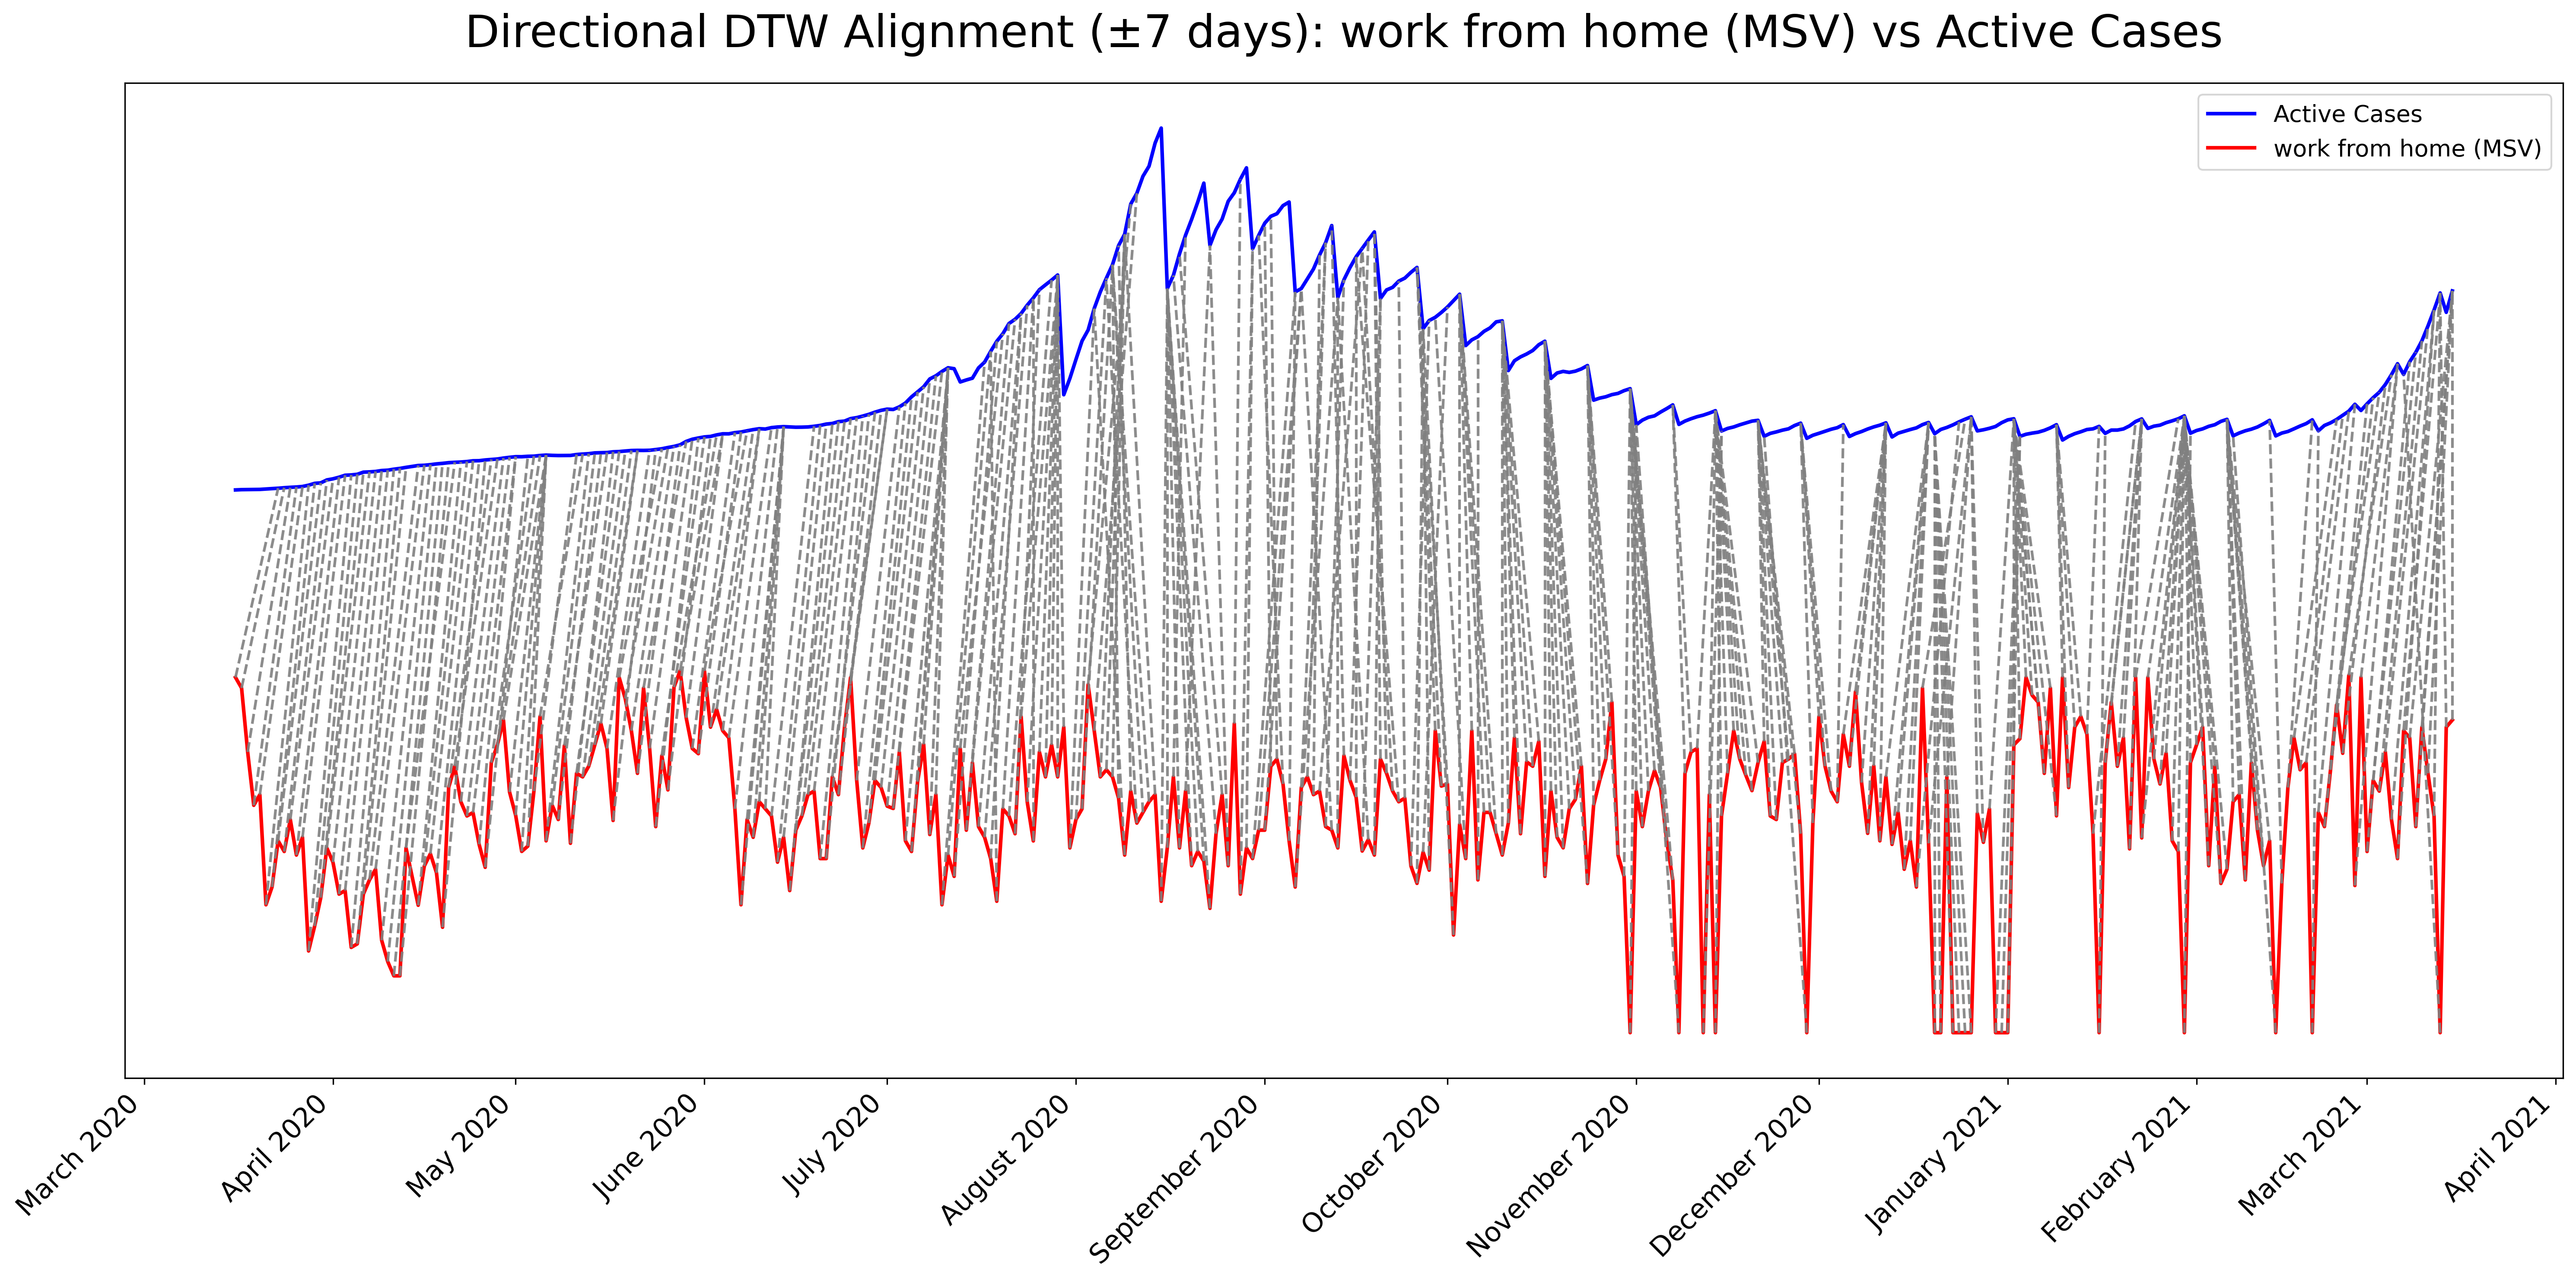 Directional DTW Alignment (±7 days): work from home (MSV) vs Active Cases
Active Cases
work from home (MSV)
March 2020
April 2020
May 2020
June 2020
July 2020
August 2020
September 2020
October 2020
November 2020
December 2020
January 2021
February 2021
March 2021
April 2021